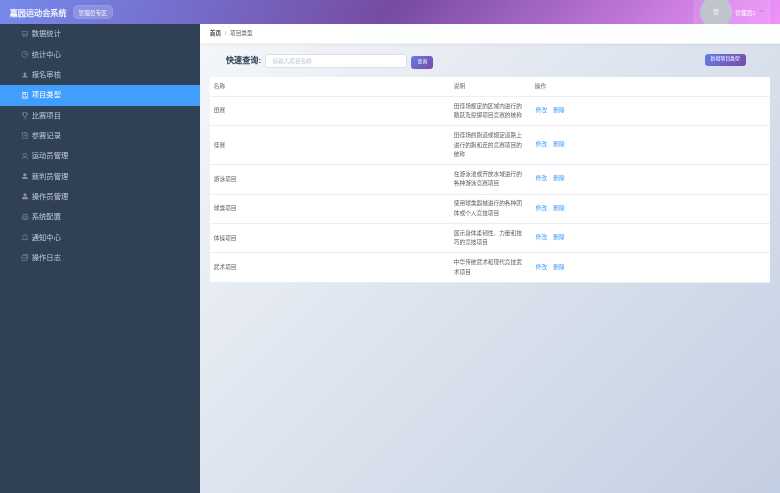 嘉园运动会系统
管理员专区
管
管理员1
数据统计
统计中心
报名审核
项目类型
比赛项目
参赛记录
运动员管理
裁判员管理
操作员管理
系统配置
通知中心
操作日志
首页 / 项目类型
快速查询:
请输入项目名称
查询
新增项目类型
名称 说明 操作
田赛
田径场规定的区域内进行的
跳跃及投掷项目竞赛的统称
修改 删除
径赛
田径场的跑道或规定道路上
进行的跑和走的竞赛项目的
统称
修改 删除
游泳项目
在游泳池或开放水域进行的
各种游泳竞赛项目
修改 删除
球类项目
使用球类器械进行的各种团
体或个人竞技项目
修改 删除
体操项目
展示身体柔韧性、力量和技
巧的竞技项目
修改 删除
武术项目
中华传统武术和现代竞技武
术项目
修改 删除